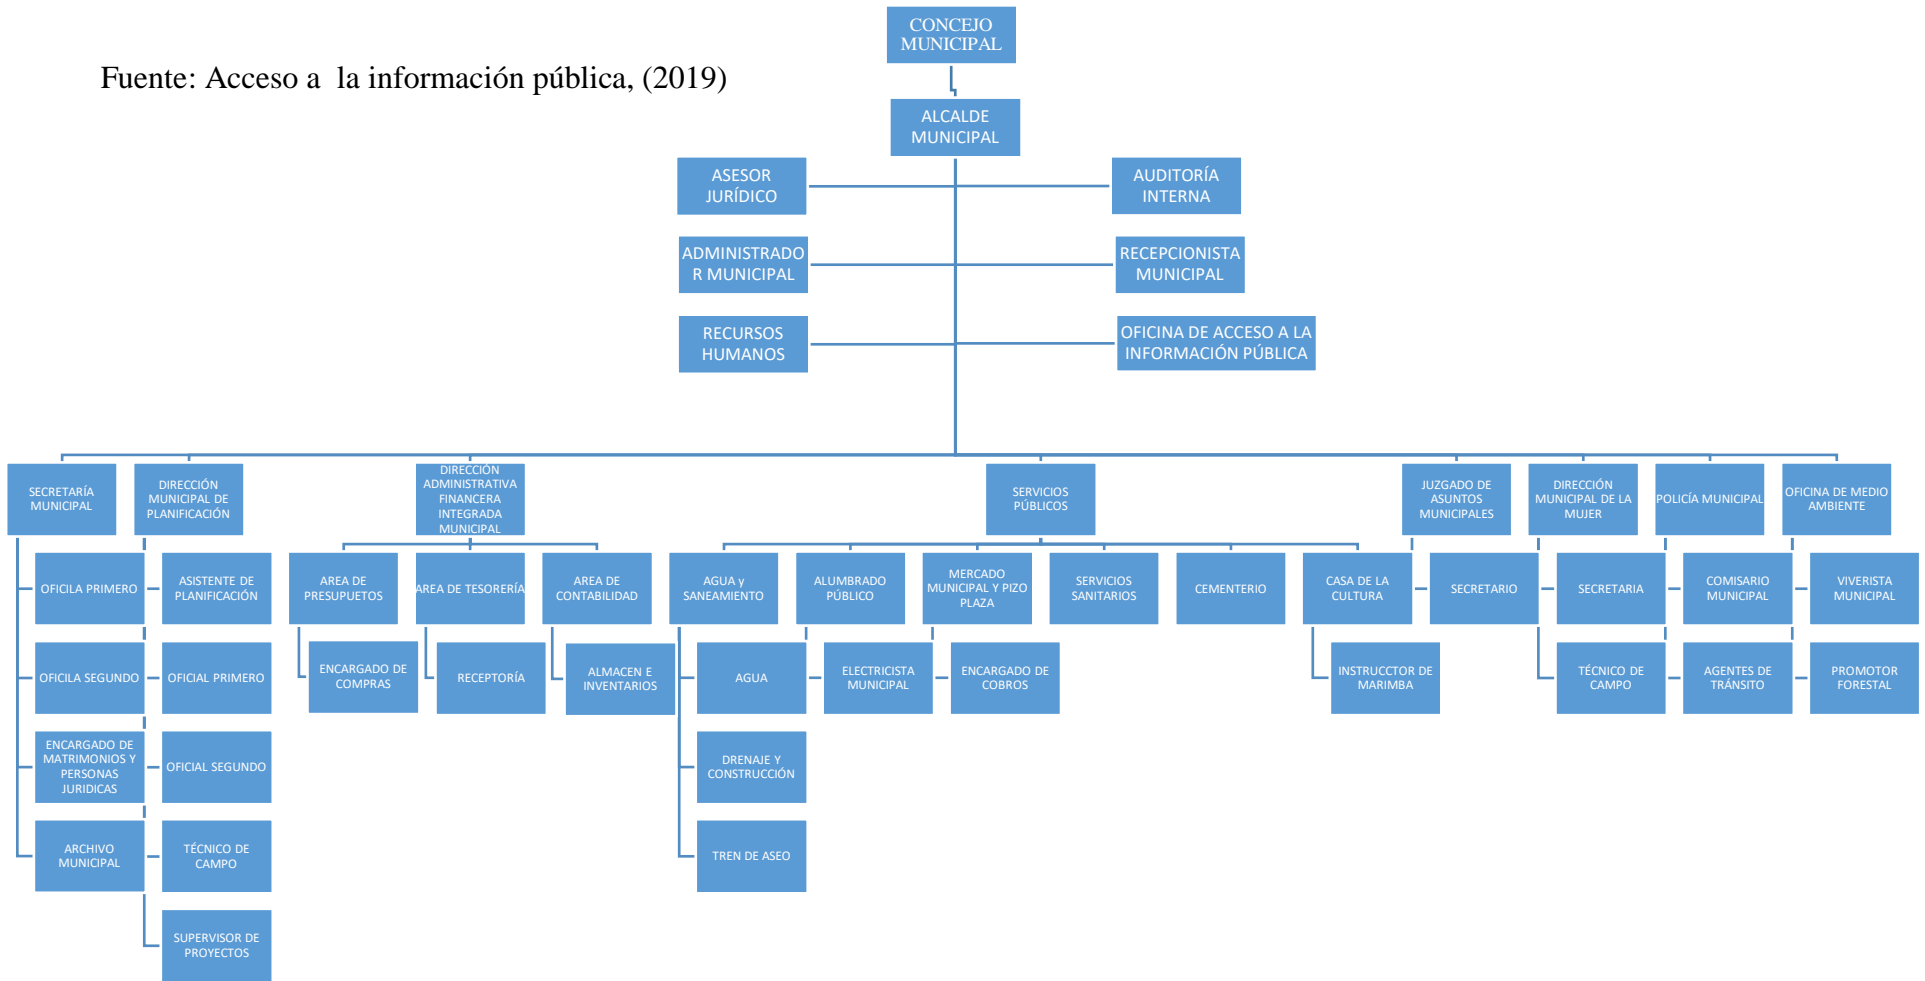 CONCEJO
MUNICIPAL
Fuente: Acceso a  la información pública, (2019)
ALCALDE
MUNICIPAL
ASESOR
JURÍDICO
AUDITORÍA
INTERNA
ADMINISTRADO
R MUNICIPAL
RECEPCIONISTA
MUNICIPAL
RECURSOS
HUMANOS
OFICINA DE ACCESO A LA
INFORMACIÓN PÚBLICA
SECRETARÍA
MUNICIPAL
DIRECCIÓN
MUNICIPAL DE
PLANIFICACIÓN
DIRECCIÓN
ADMINISTRATIVA
FINANCERA
INTEGRADA
MUNICIPAL
SERVICIOS
PÚBLICOS
JUZGADO DE
ASUNTOS
MUNICIPALES
DIRECCIÓN
MUNICIPAL DE LA
MUJER
POLICÍA MUNICIPAL
OFICINA DE MEDIO
AMBIENTE
OFICILA PRIMERO
ASISTENTE DE
PLANIFICACIÓN
AREA DE
PRESUPUETOS
AREA DE TESORERÍA
AREA DE
CONTABILIDAD
AGUA y
SANEAMIENTO
ALUMBRADO
PÚBLICO
MERCADO
MUNICIPAL Y PIZO
PLAZA
SERVICIOS
SANITARIOS
CEMENTERIO
CASA DE LA
CULTURA
SECRETARIO
SECRETARIA
COMISARIO
MUNICIPAL
VIVERISTA
MUNICIPAL
OFICILA SEGUNDO
OFICIAL PRIMERO
ENCARGADO DE
COMPRAS
RECEPTORÍA
ALMACEN E
INVENTARIOS
AGUA
ELECTRICISTA
MUNICIPAL
ENCARGADO DE
COBROS
INSTRUCCTOR DE
MARIMBA
TÉCNICO DE
CAMPO
AGENTES DE
TRÁNSITO
PROMOTOR
FORESTAL
ENCARGADO DE
MATRIMONIOS Y
PERSONAS
JURIDICAS
OFICIAL SEGUNDO
DRENAJE Y
CONSTRUCCIÓN
ARCHIVO
MUNICIPAL
TÉCNICO DE
CAMPO
TREN DE ASEO
SUPERVISOR DE
PROYECTOS